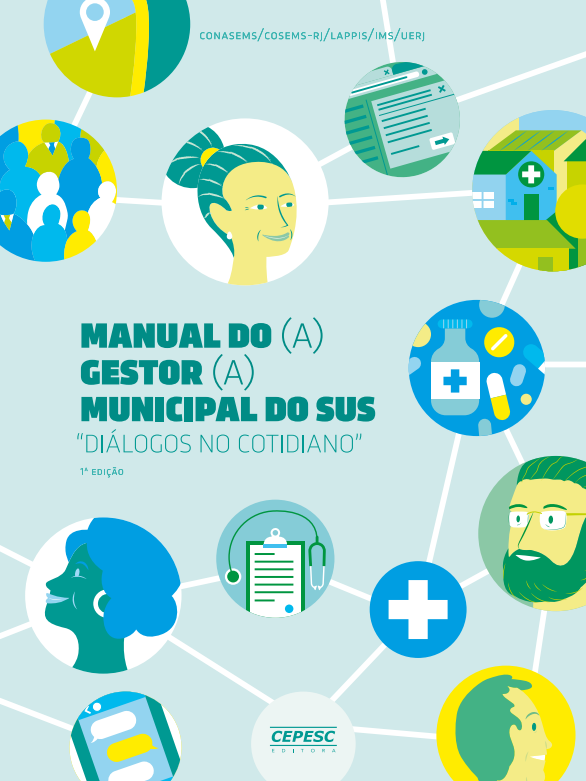 CONASEMS/COSEMS-RJ/LAPPIS/IMS/UERJ
MANUAL DO (A)
GESTOR (A)
MUNICIPAL DO SUS
“DIÁLOGOS NO COTIDIANO”
1ª EDIÇÃO
CEPESC
EDITORA